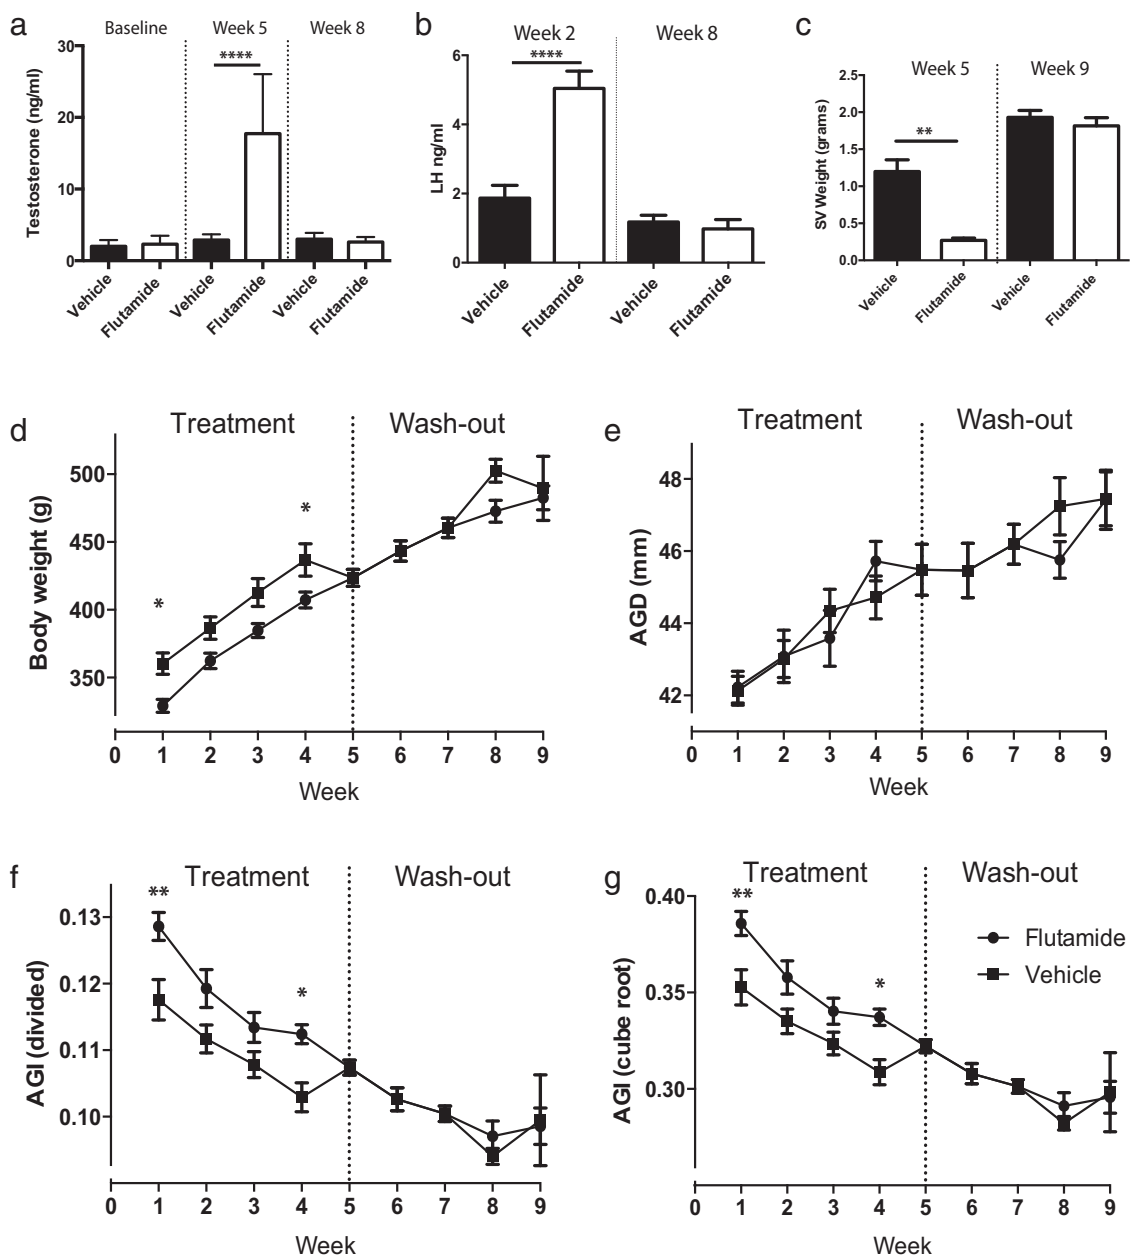 a
Baseline
Week 5
Week 8
Testosterone (ng/ml)
30
20
10
0
****
Vehicle
Flutamide
Vehicle
Flutamide
Vehicle
Flutamide
b
Week 2
Week 8
LH ng/ml
6
4
2
0
****
Vehicle
Flutamide
Vehicle
Flutamide
c
Week 5
Week 9
SV Weight (grams)
2.5
2.0
1.5
1.0
0.5
0.0
**
Vehicle
Flutamide
Vehicle
Flutamide
d
Treatment
Wash-out
Body weight (g)
500
450
400
350
*
*
0 1 2 3 4 5 6 7 8 9
Week
e
Treatment
Wash-out
AGD (mm)
48
46
44
42
0 1 2 3 4 5 6 7 8 9
Week
f
Treatment
Wash-out
AGI (divided)
0.13
0.12
0.11
0.10
**
*
0 1 2 3 4 5 6 7 8 9
Week
g
Treatment
Wash-out
AGI (cube root)
0.40
0.35
0.30
**
*
Flutamide
Vehicle
0 1 2 3 4 5 6 7 8 9
Week